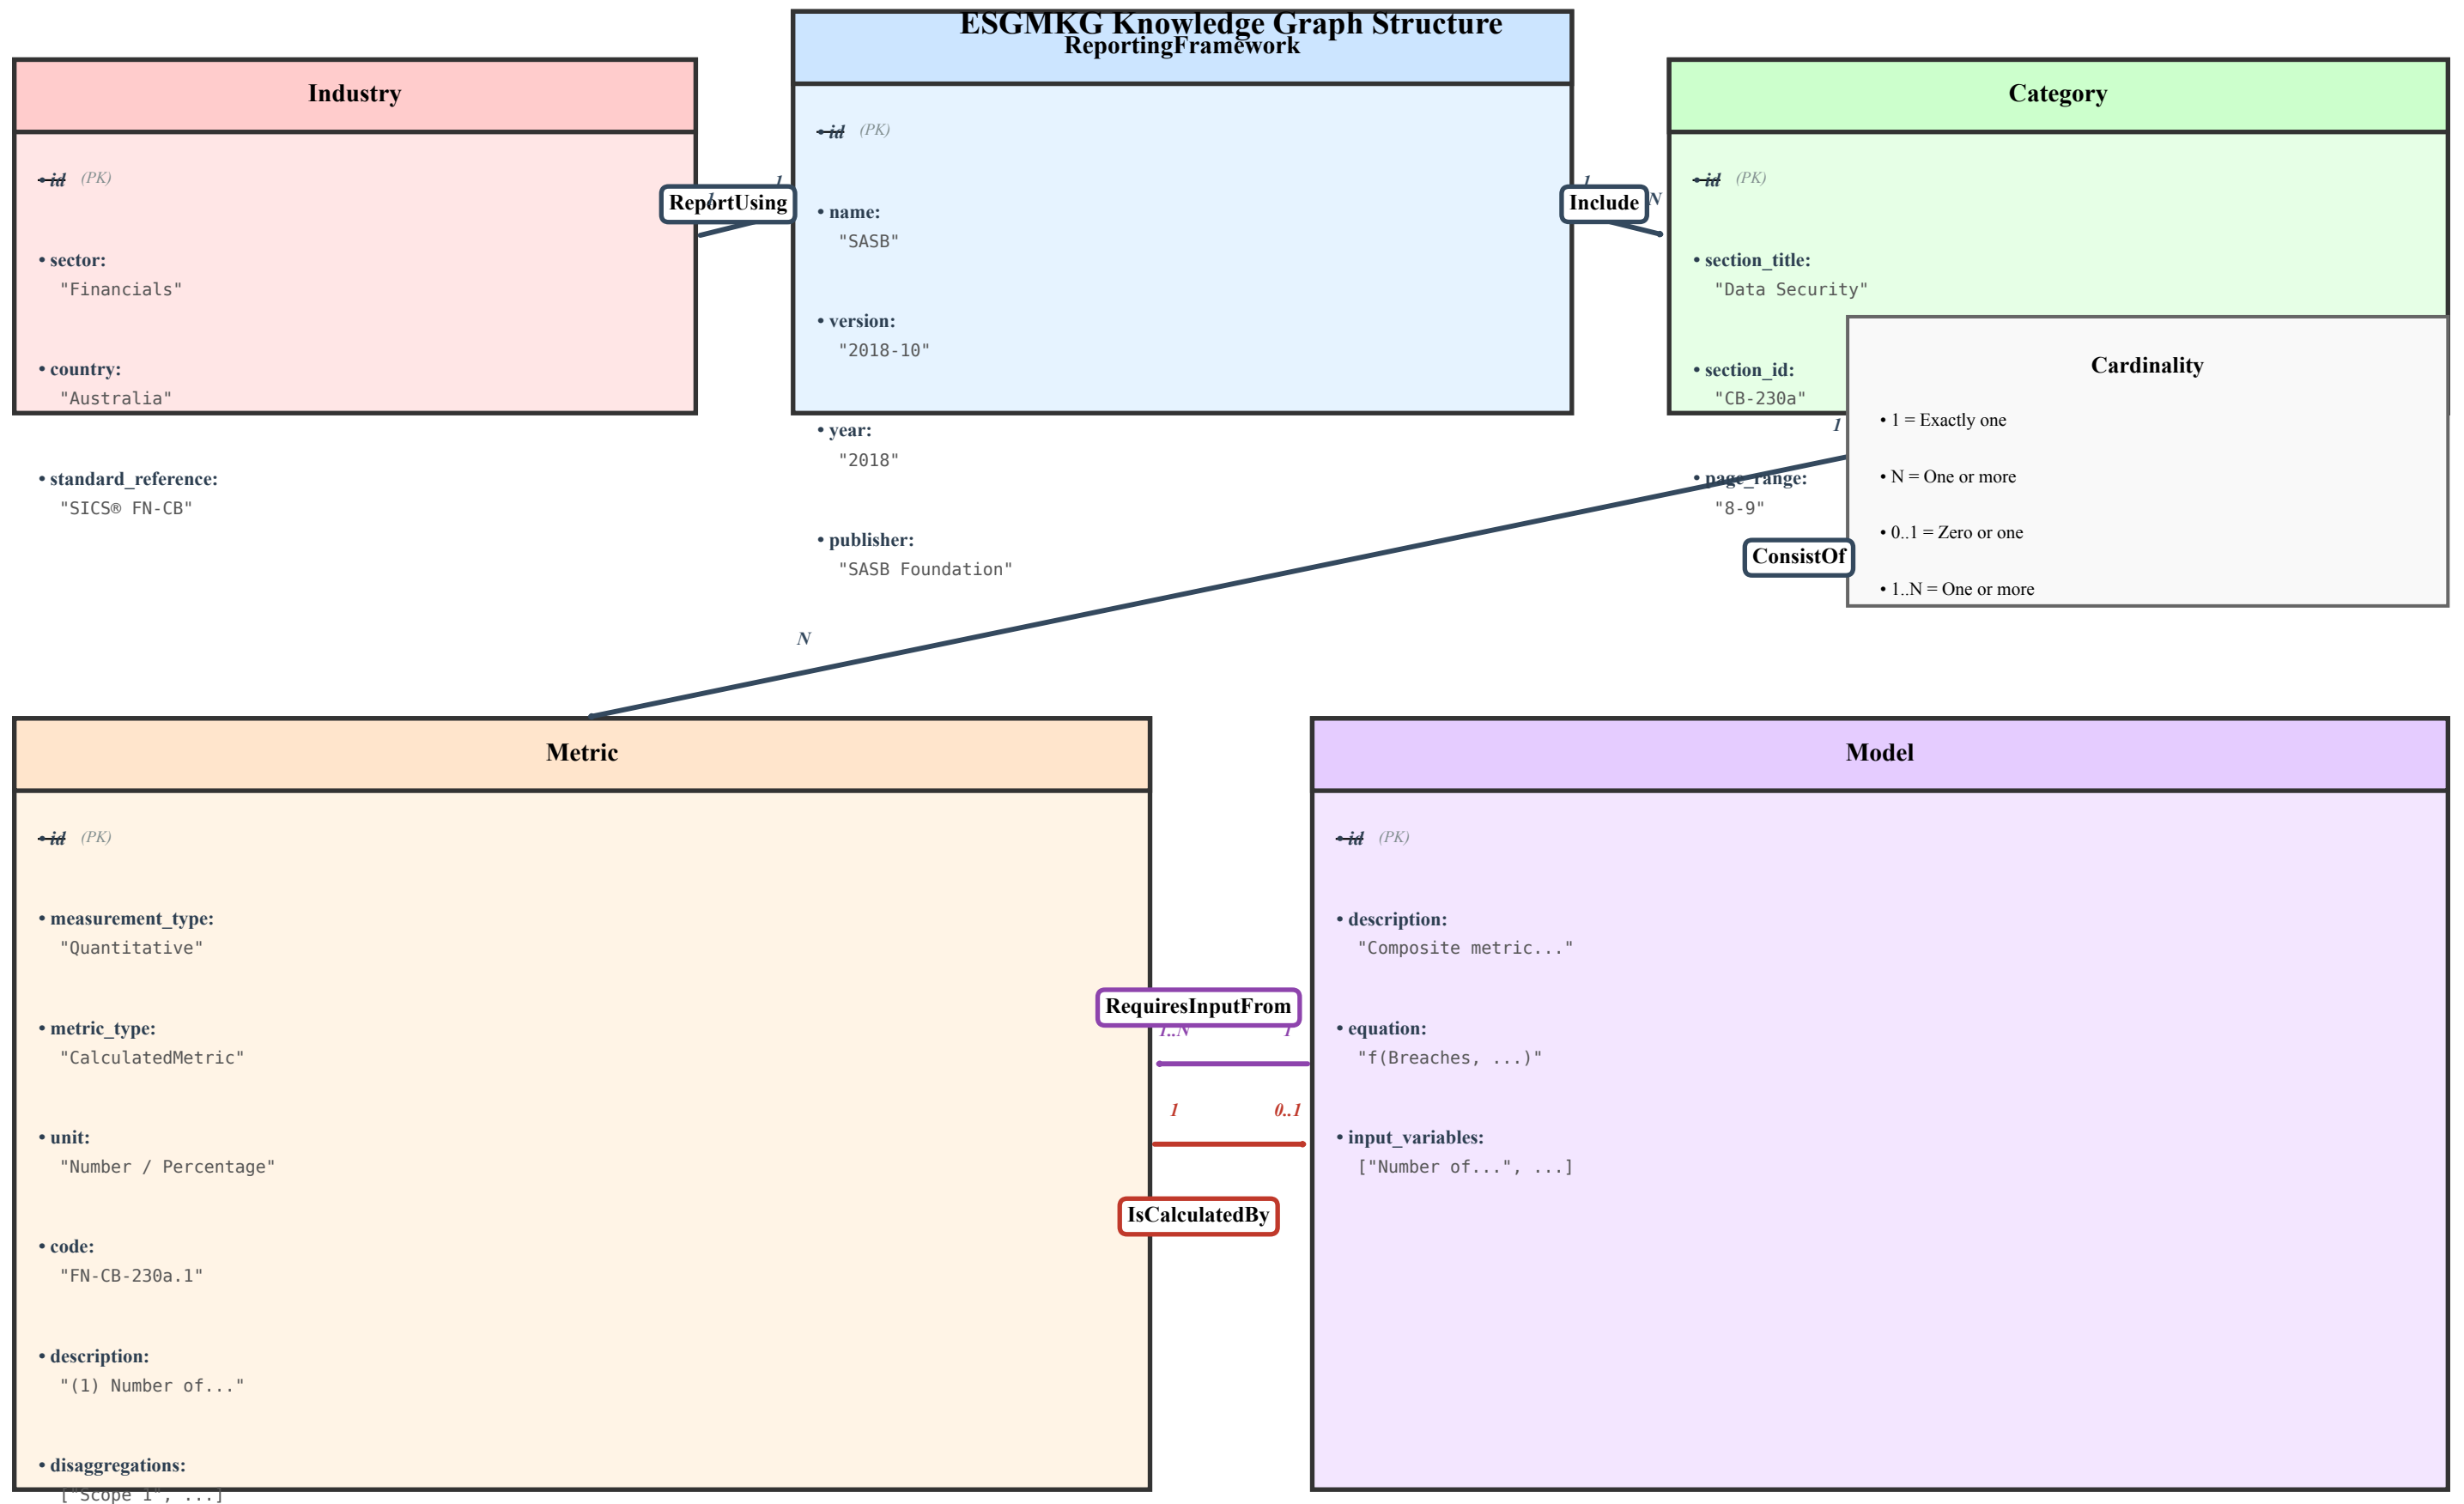 ESGMKG Knowledge Graph Structure
ReportingFramework
Industry
Category
• id (PK)
• sector:
"Financials"
• country:
"Australia"
• standard_reference:
"SICS® FN-CB"
ReportUsing
1
1
• id (PK)
• name:
"SASB"
• version:
"2018-10"
• year:
"2018"
• publisher:
"SASB Foundation"
Include
1
N
• id (PK)
• section_title:
"Data Security"
• section_id:
"CB-230a"
• page_range:
"8-9"
Cardinality
• 1 = Exactly one
• N = One or more
• 0..1 = Zero or one
• 1..N = One or more
1
ConsistOf
N
Metric
• id (PK)
• measurement_type:
"Quantitative"
• metric_type:
"CalculatedMetric"
• unit:
"Number / Percentage"
• code:
"FN-CB-230a.1"
• description:
"(1) Number of..."
• disaggregations:
["Scope 1", ...]
RequiresInputFrom
1..N
1
1
0..1
IsCalculatedBy
Model
• id (PK)
• description:
"Composite metric..."
• equation:
"f(Breaches, ...)"
• input_variables:
["Number of...", ...]